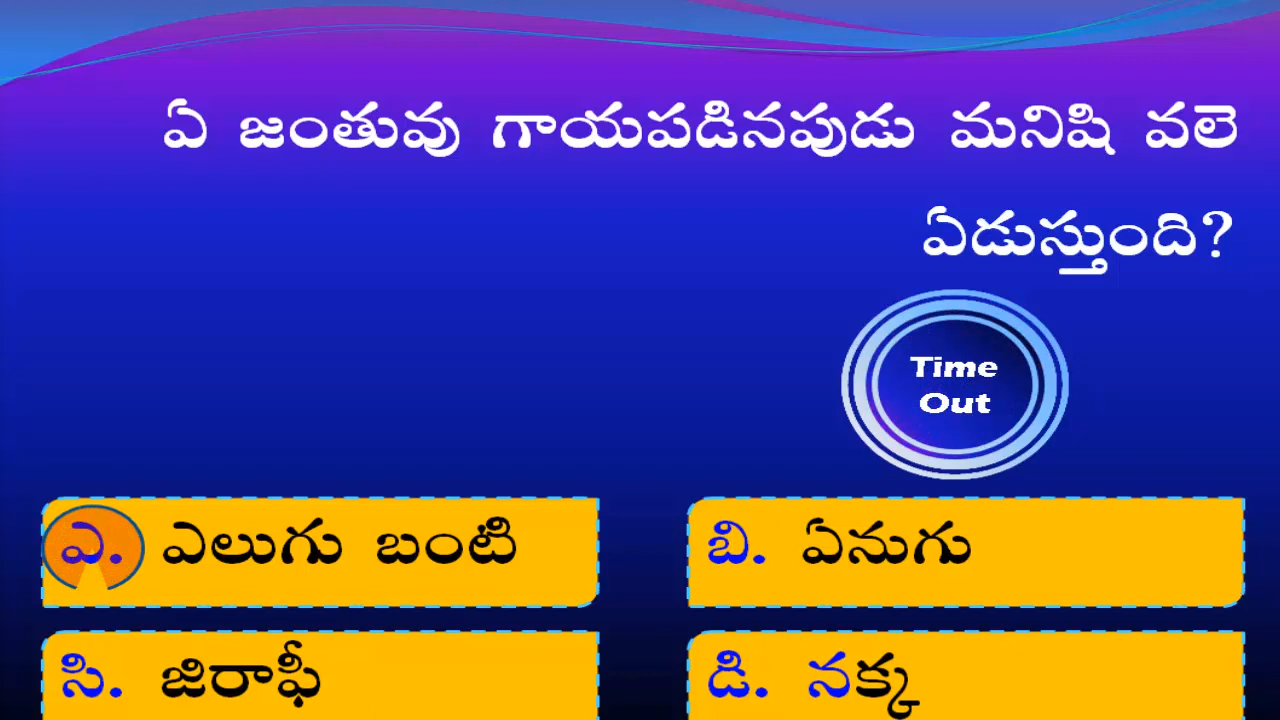 ఏ జంతువు గాయపడినపుడు మనిషి వలె
ఏడుస్తుంది?
Time
Out
ఎ. ఎలుగు బంటి
బి. ఏనుగు
సి. జిరాఫీ
డి. నక్క